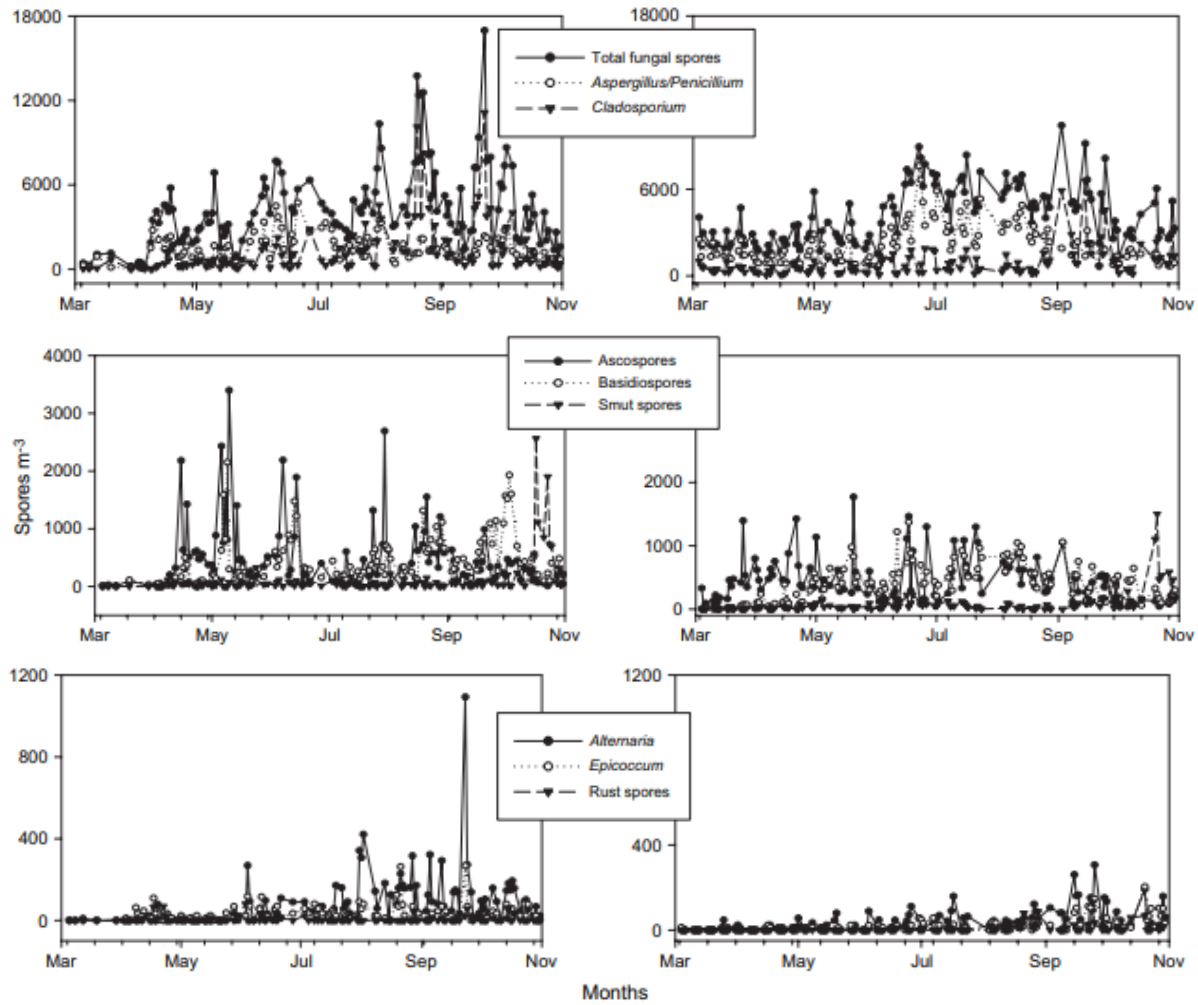 18000
12000
6000
0
Mar May Jul Sep Nov
18000
6000
0
Mar May Jul Sep Nov
Total fungal spores
Aspergillus/Penicillium
Cladosporium
Spores m-3
4000
3000
2000
1000
0
Mar May Jul Sep Nov
2000
1000
0
Mar May Jul Sep Nov
Ascospores
Basidiospores
Smut spores
1200
800
400
0
Mar May Jul Sep Nov
1200
400
0
Mar May Jul Sep Nov
Alternaria
Epicoccum
Rust spores
Months